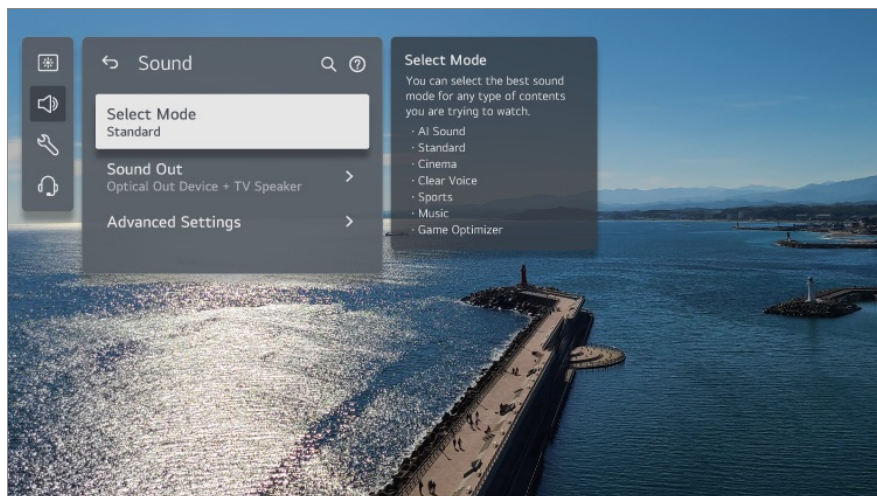 Sound
Select Mode
Standard
Sound Out
Optical Out Device + TV Speaker
Advanced Settings
Select Mode
You can select the best sound
mode for any type of contents
you are trying to watch.
· AI Sound
· Standard
· Cinema
· Clear Voice
· Sports
· Music
· Game Optimizer